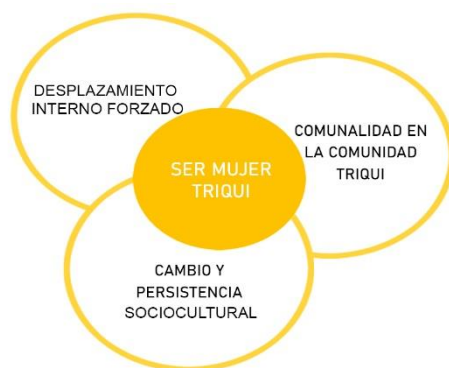 DESPLAZAMIENTO
INTERNO FORZADO
COMUNALIDAD EN
LA COMUNIDAD
TRIQUI
SER MUJER
TRIQUI
CAMBIO Y
PERSISTENCIA
SOCIOCULTURAL